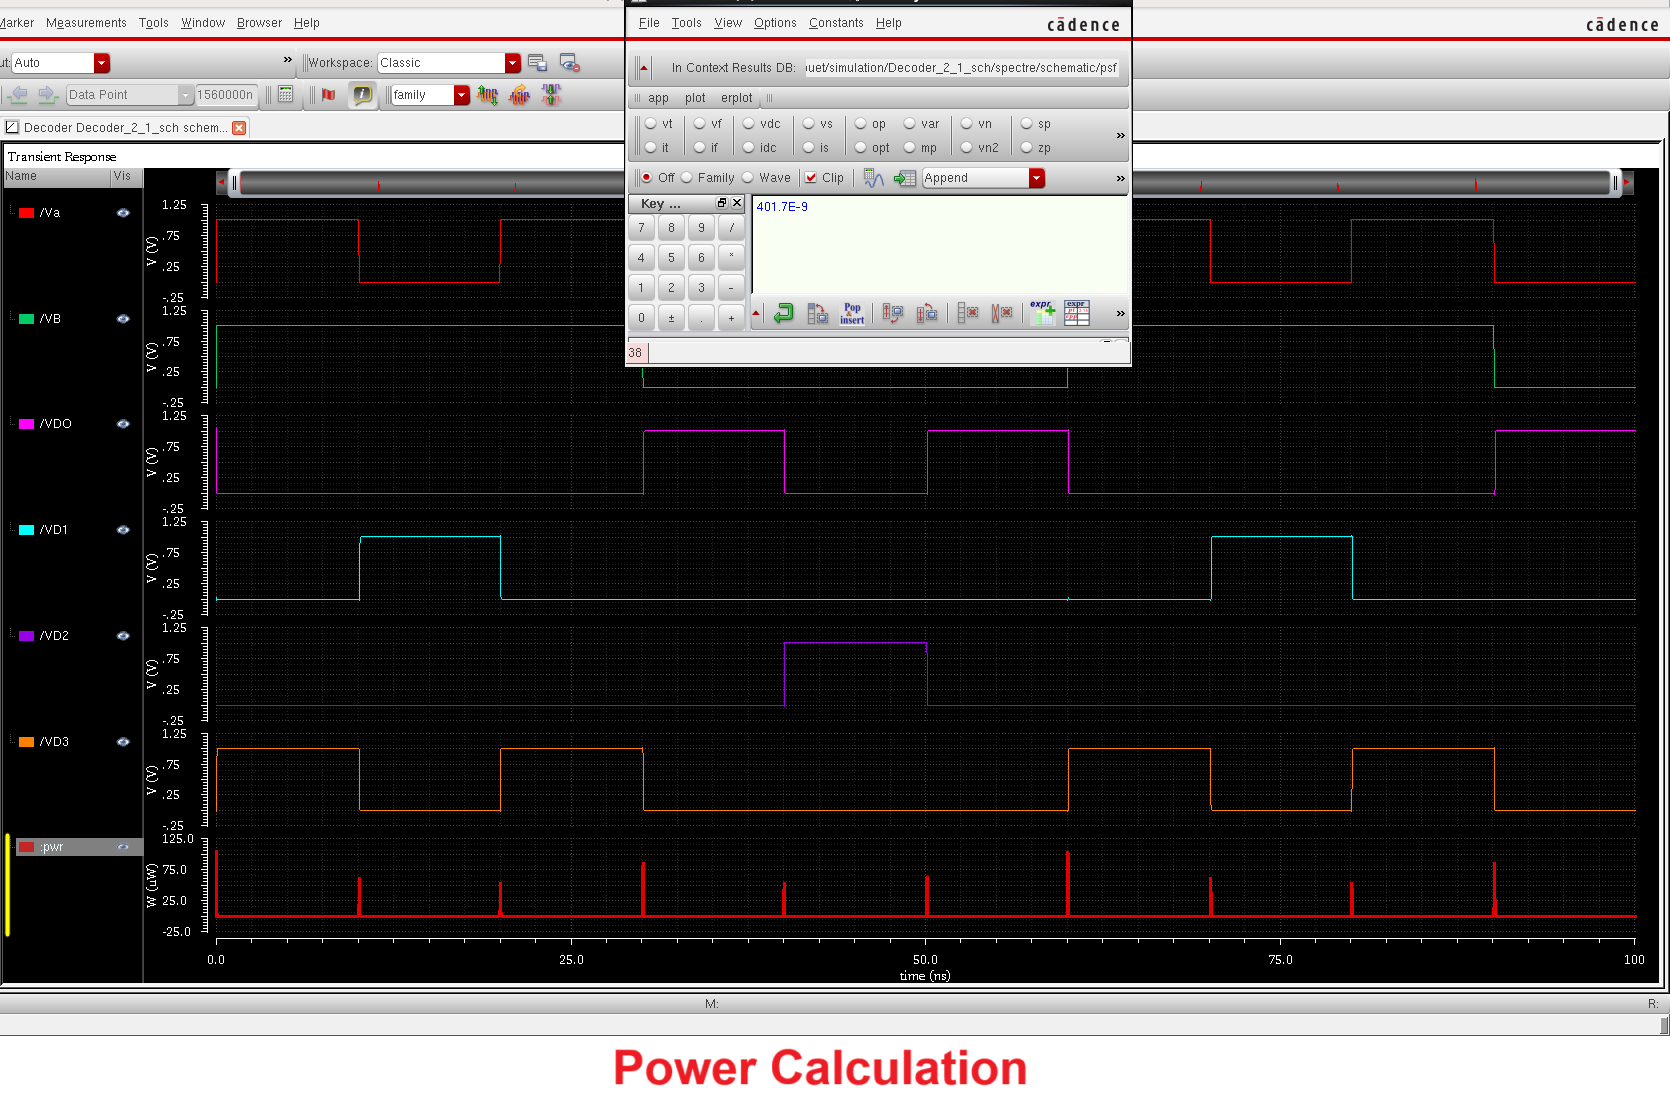 Marker Measurements Tools Window Browser Help
cādence
ut: Auto » Workspace: Classic
Data Point 1560000n family
Decoder Decoder_2_1_sch schem...
Transient Response
Name Vis
File Tools View Options Constants Help
cādence
In Context Results DB: uet/simulation/Decoder_2_1_sch/spectre/schematic/psf
app plot erplot
vt vf vdc vs op var vn sp »
it if idc is opt mp vn2 zp
Off Family Wave Clip Append »
Key ...
401.7E-9
7 8 9 /
4 5 6 *
1 2 3 -
0 ± . +
Pop & insert expr expr »
38
/Va
1.25
.75
.25
-.25
V (V)
/VB
1.25
.75
.25
-.25
V (V)
/VDO
1.25
.75
.25
-.25
V (V)
/VD1
1.25
.75
.25
-.25
V (V)
/VD2
1.25
.75
.25
-.25
V (V)
/VD3
1.25
.75
.25
-.25
V (V)
:pwr
125.0
75.0
25.0
-25.0
W (uW)
0.0 25.0 50.0 75.0 100
time (ns)
M: R:
Power Calculation